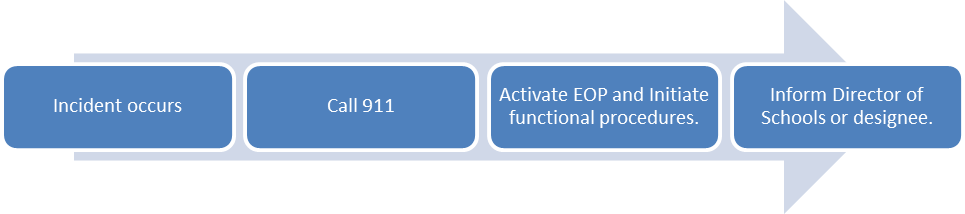 Incident occurs
Call 911
Activate EOP and Initiate
functional procedures.
Inform Director of
Schools or designee.